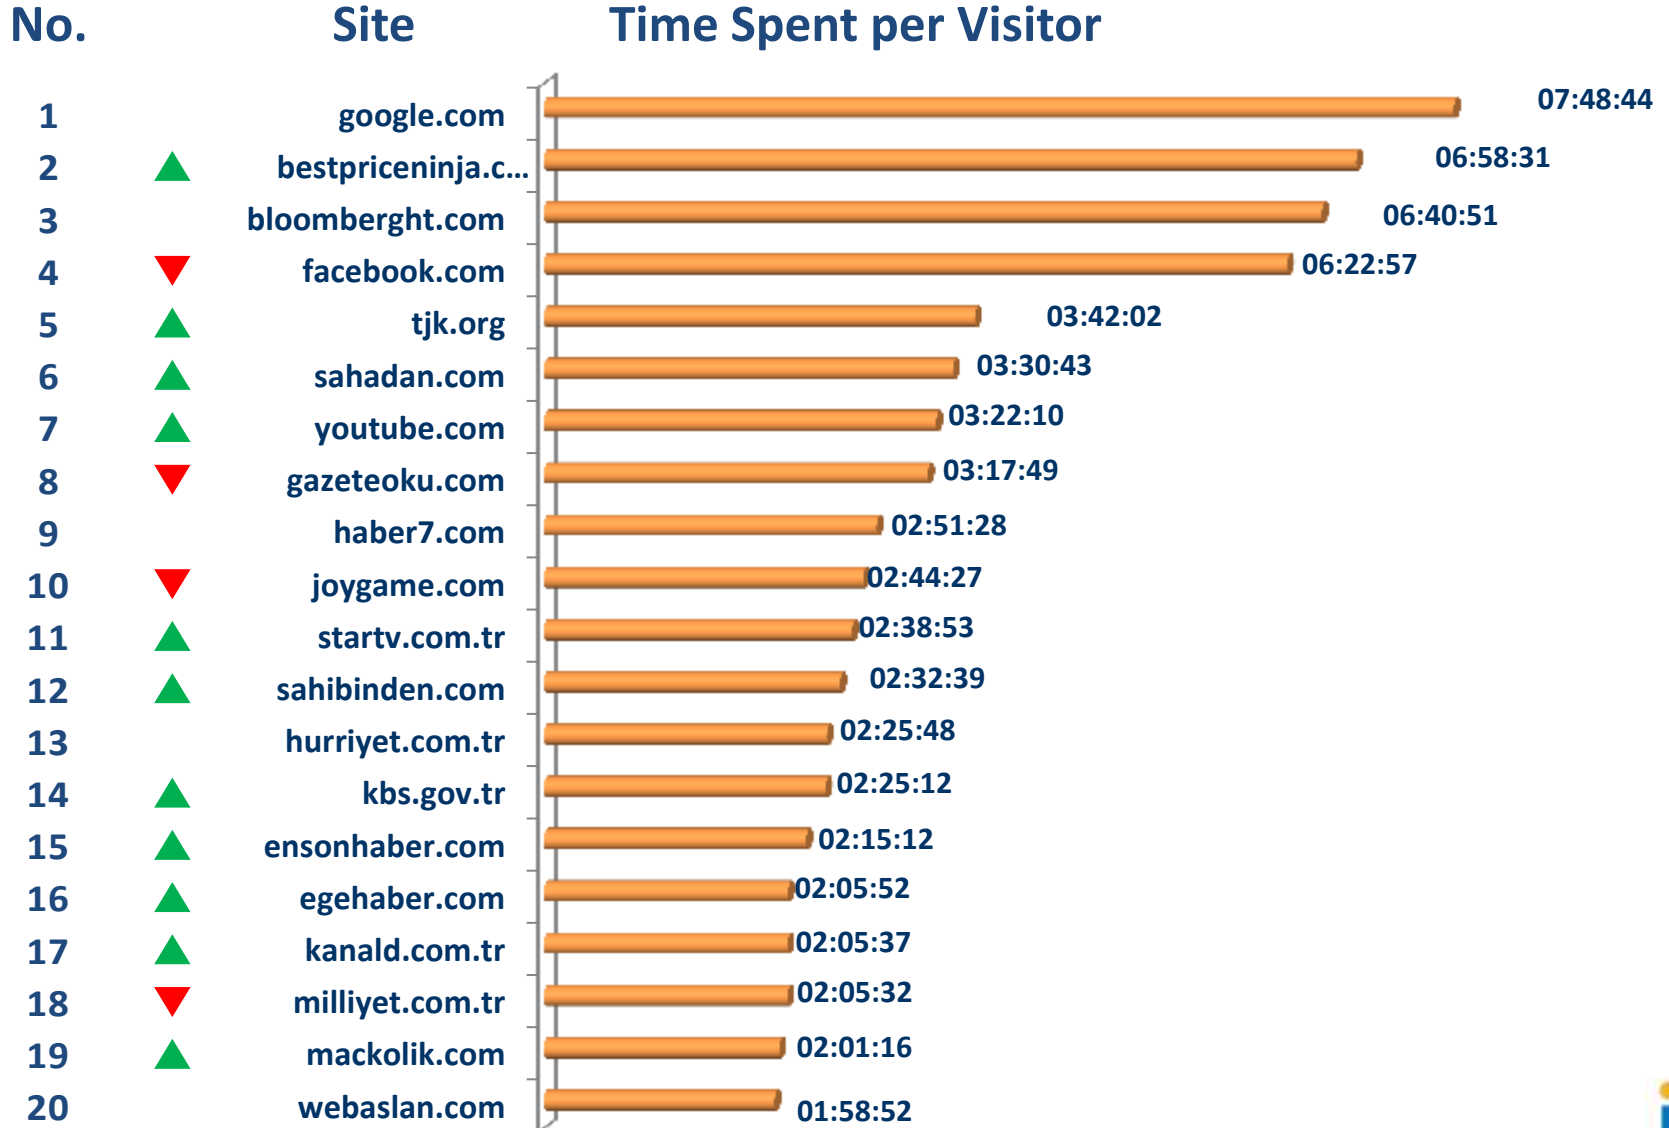 No. Site Time Spent per Visitor
1 google.com 07:48:44
2 bestpriceninja.c... 06:58:31
3 bloomberght.com 06:40:51
4 facebook.com 06:22:57
5 tjk.org 03:42:02
6 sahadan.com 03:30:43
7 youtube.com 03:22:10
8 gazeteoku.com 03:17:49
9 haber7.com 02:51:28
10 joygame.com 02:44:27
11 startv.com.tr 02:38:53
12 sahibinden.com 02:32:39
13 hurriyet.com.tr 02:25:48
14 kbs.gov.tr 02:25:12
15 ensonhaber.com 02:15:12
16 egehaber.com 02:05:52
17 kanald.com.tr 02:05:37
18 milliyet.com.tr 02:05:32
19 mackolik.com 02:01:16
20 webaslan.com 01:58:52